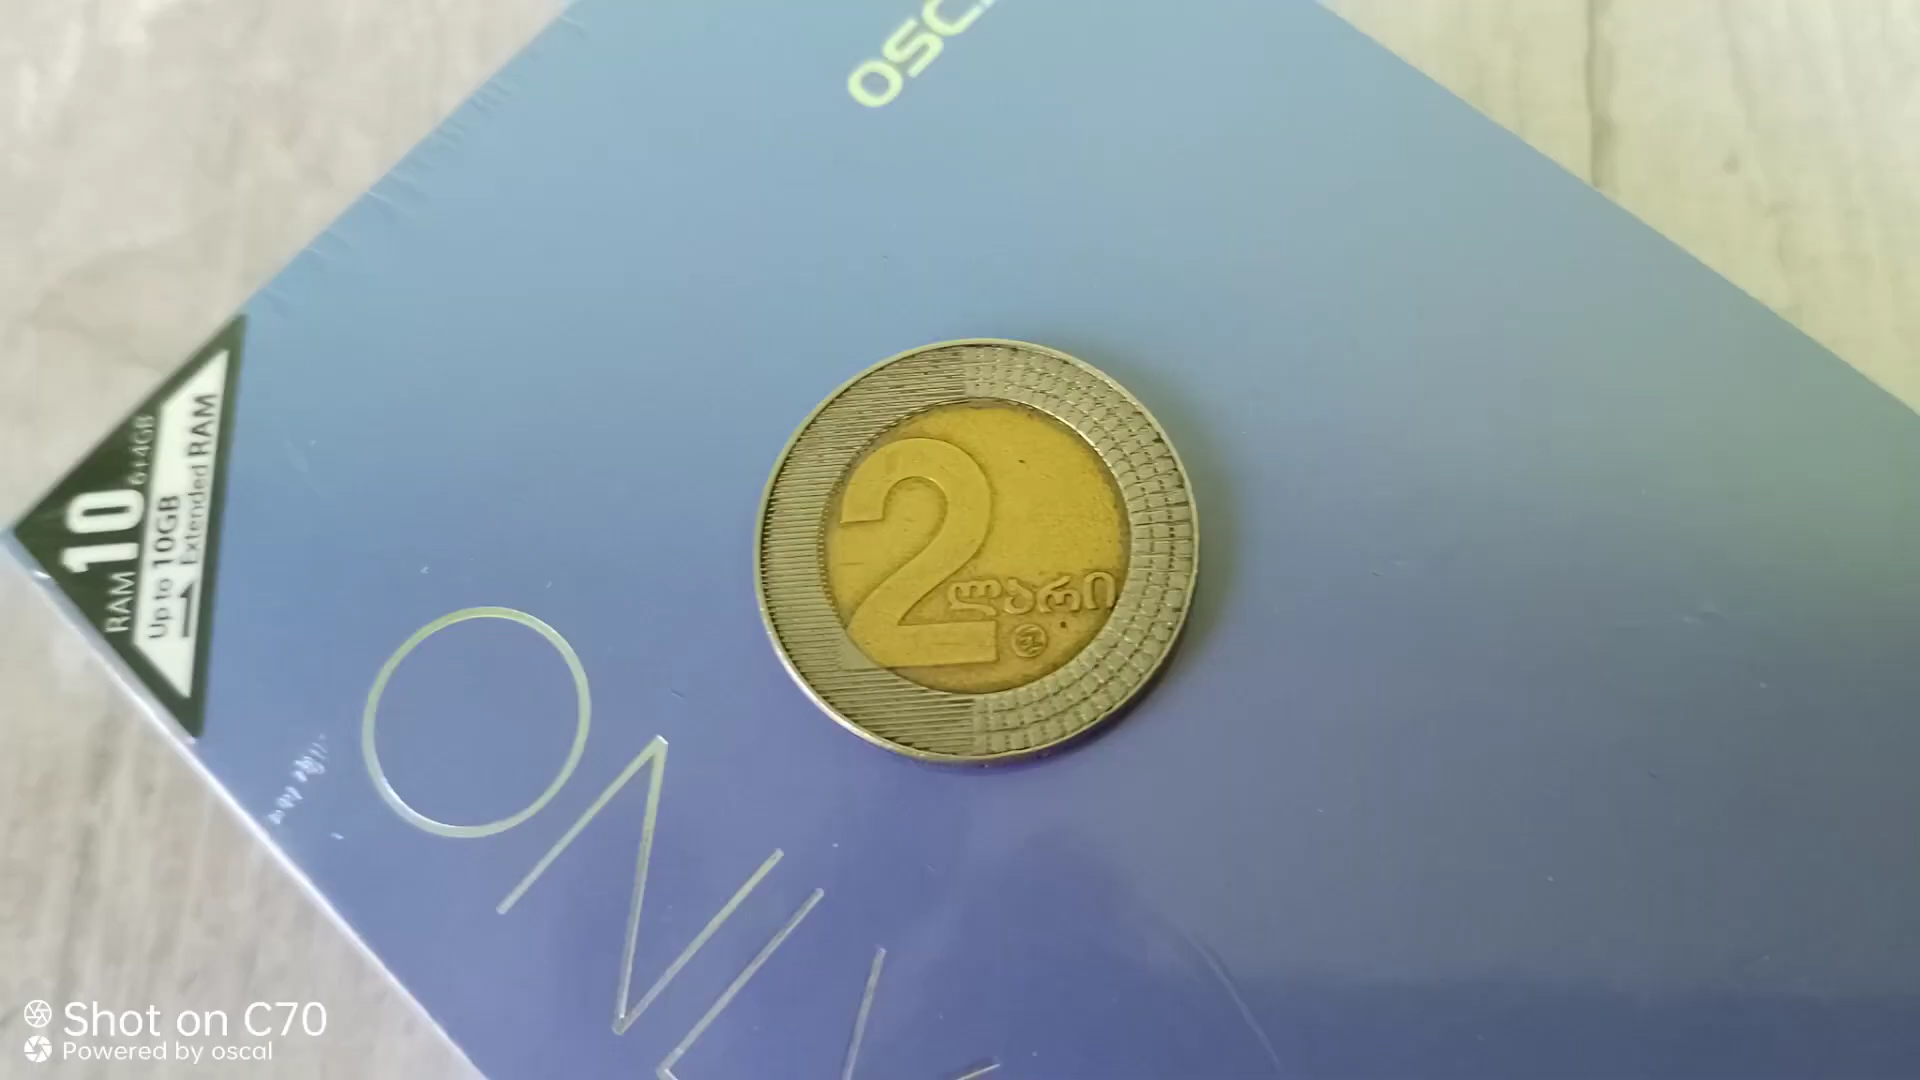 OSC
RAM 10 6+4GB
Up to 10GB
Extended RAM
2
ლარი
ONLY
Shot on C70
Powered by oscal